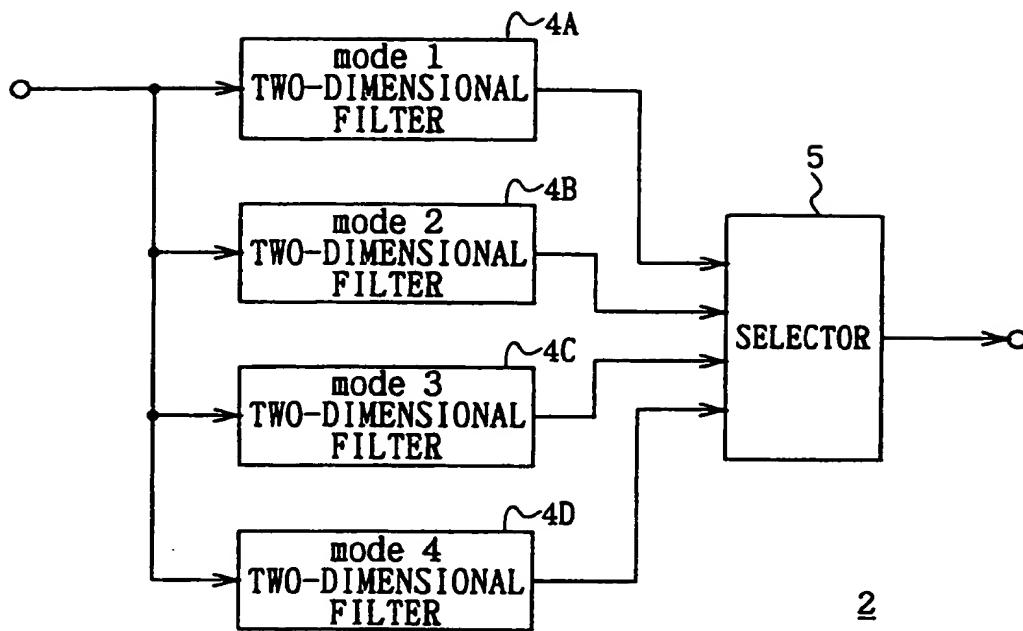 4A
mode 1
TWO-DIMENSIONAL
FILTER
4B
mode 2
TWO-DIMENSIONAL
FILTER
4C
mode 3
TWO-DIMENSIONAL
FILTER
4D
mode 4
TWO-DIMENSIONAL
FILTER
5
SELECTOR
2